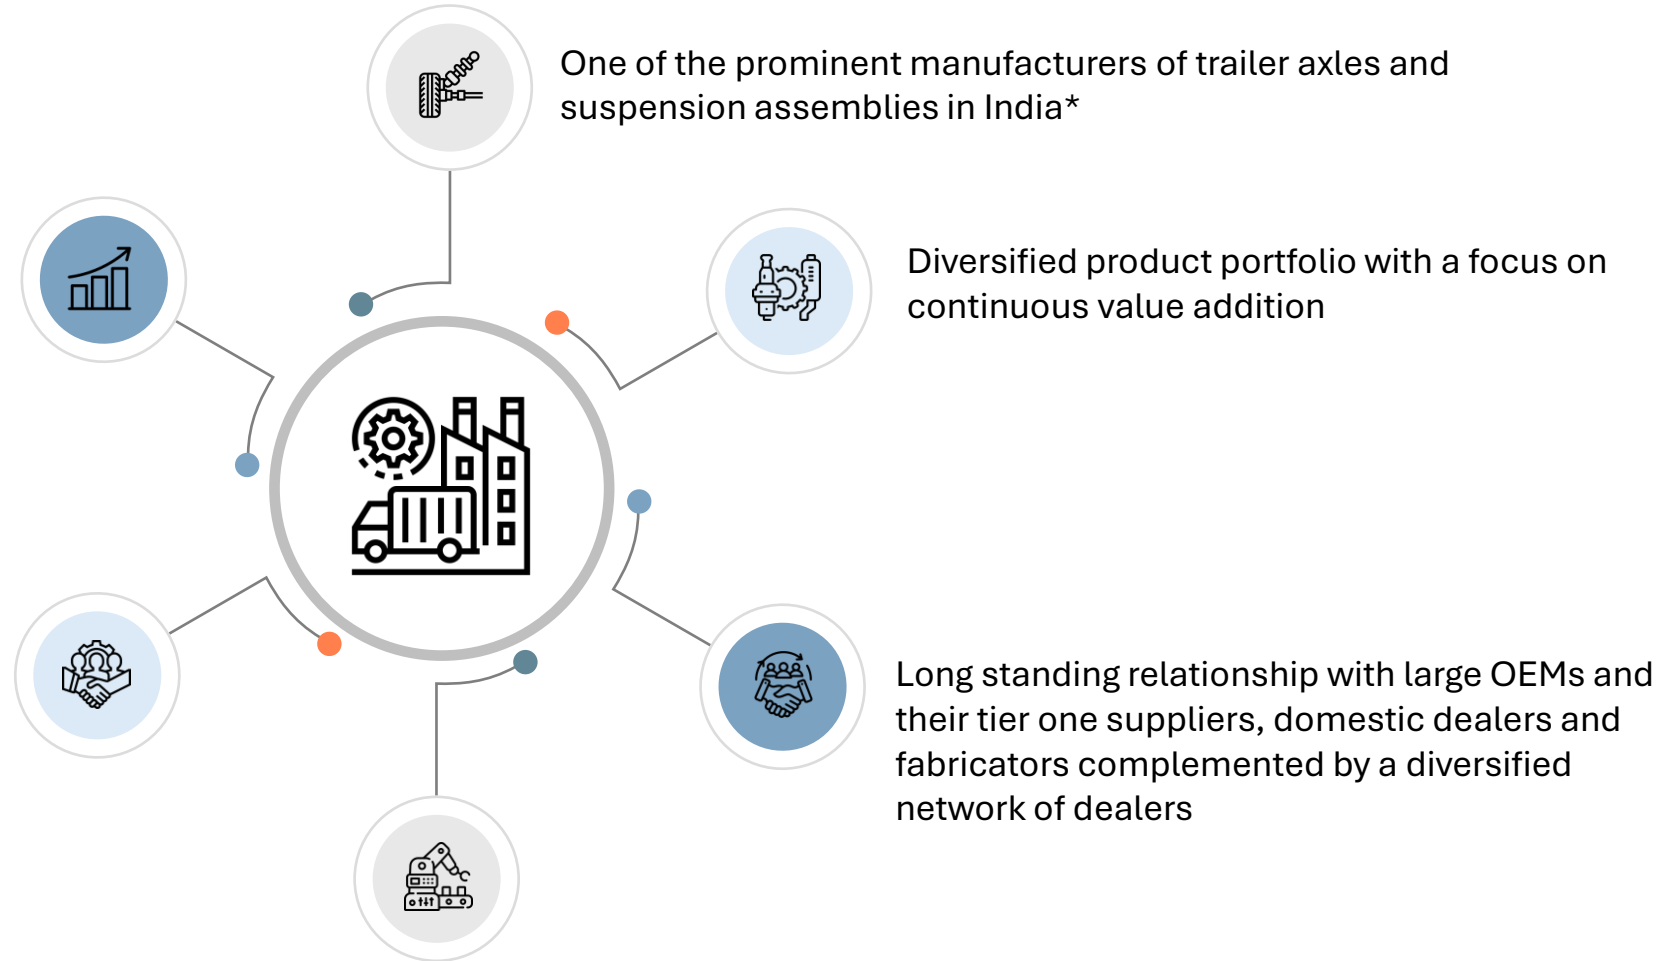 One of the prominent manufacturers of trailer axles and
suspension assemblies in India*
Diversified product portfolio with a focus on
continuous value addition
Long standing relationship with large OEMs and
their tier one suppliers, domestic dealers and
fabricators complemented by a diversified
network of dealers